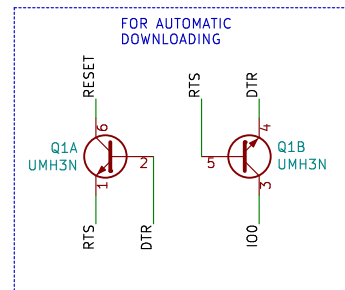 FOR AUTOMATIC
DOWNLOADING
RESET
RTS
DTR
6
4
Q1A
UMH3N
2
5
Q1B
UMH3N
1
3
RTS
DTR
IO0